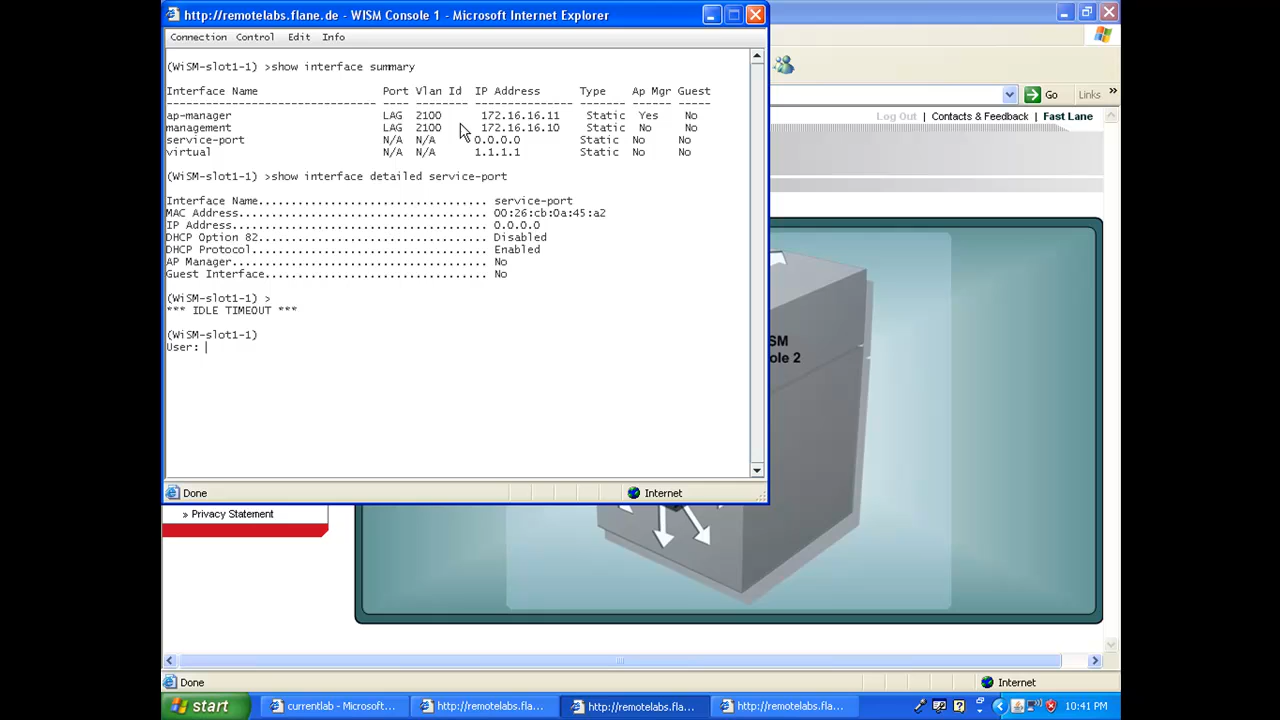 http://remotelabs.flane.de - WISM Console 1 - Microsoft Internet Explorer
Connection Control Edit Info
(WiSM-slot1-1) >show interface summary
Interface Name Port Vlan Id IP Address Type Ap Mgr Guest
-------------------------------- ---- -------- --------------- ------- ------ -----
ap-manager LAG 2100 172.16.16.11 Static Yes No
management LAG 2100 172.16.16.10 Static No No
service-port N/A N/A 0.0.0.0 Static No No
virtual N/A N/A 1.1.1.1 Static No No
(WiSM-slot1-1) >show interface detailed service-port
Interface Name................................... service-port
MAC Address...................................... 00:26:cb:0a:45:a2
IP Address....................................... 0.0.0.0
DHCP Option 82................................... Disabled
DHCP Protocol.................................... Enabled
AP Manager....................................... No
Guest Interface.................................. No
(WiSM-slot1-1) >
*** IDLE TIMEOUT ***
(WiSM-slot1-1)
User:
Done Internet
Go Links »
Log Out | Contacts & Feedback | Fast Lane
SM
ole 2
» Privacy Statement
Done Internet
start currentlab - Microsoft... http://remotelabs.flane... http://remotelabs.fla... http://remotelabs.flane... 10:41 PM